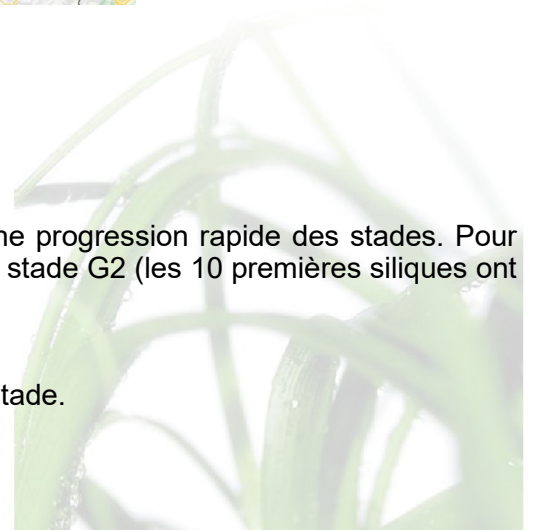 ne progression rapide des stades. Pour
stade G2 (les 10 premières siliques ont
tade.